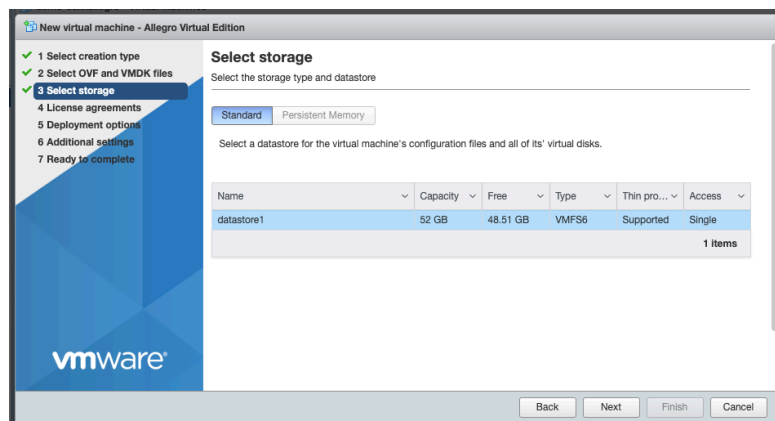 New virtual machine - Allegro Virtual Edition
1 Select creation type
2 Select OVF and VMDK files
3 Select storage
4 License agreements
5 Deployment options
6 Additional settings
7 Ready to complete
vmware®
Select storage
Select the storage type and datastore
Standard Persistent Memory
Select a datastore for the virtual machine's configuration files and all of its' virtual disks.
Name Capacity Free Type Thin pro... Access
datastore1 52 GB 48.51 GB VMFS6 Supported Single
1 items
Back Next Finish Cancel